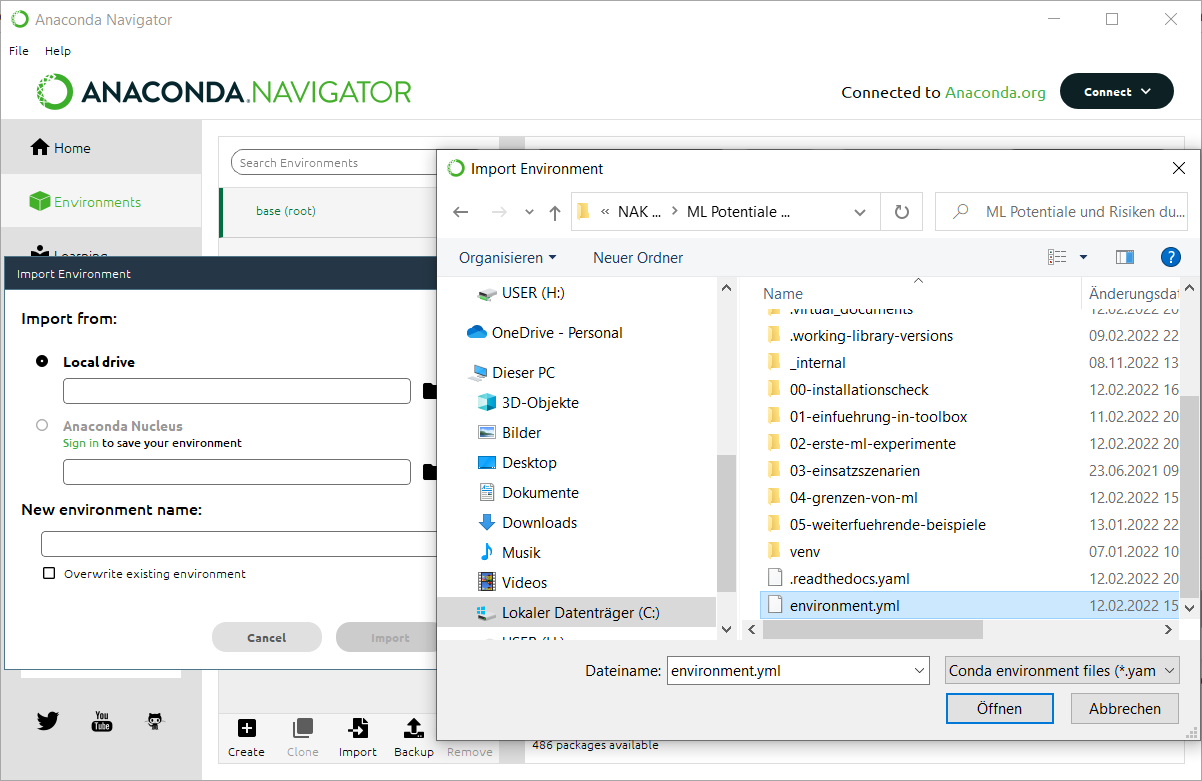 Anaconda Navigator
File Help
ANACONDA.NAVIGATOR
Connected to Anaconda.org
Connect
Home
Environments
Learning
Search Environments
base (root)
Import Environment
Import from:
Local drive
Anaconda Nucleus
Sign in to save your environment
New environment name:
Overwrite existing environment
Cancel
Import
You
Tube
Create
Clone
Import
Backup
Remove
486 packages available
Import Environment
« NAK ... > ML Potentiale ...
ML Potentiale und Risiken du...
Organisieren
Neuer Ordner
?
USER (H:)
OneDrive - Personal
Dieser PC
3D-Objekte
Bilder
Desktop
Dokumente
Downloads
Musik
Videos
Lokaler Datenträger (C:)
USER (H:)
Name Änderungsdat
.virtual_documents 12.02.2022 20
.working-library-versions 09.02.2022 22
_internal 08.11.2022 13
00-installationscheck 12.02.2022 16
01-einfuehrung-in-toolbox 11.02.2022 20
02-erste-ml-experimente 12.02.2022 20
03-einsatzszenarien 23.06.2021 09
04-grenzen-von-ml 12.02.2022 15
05-weiterfuehrende-beispiele 13.01.2022 22
venv 07.01.2022 10
.readthedocs.yaml 12.02.2022 20
environment.yml 12.02.2022 15
Dateiname: environment.yml
Conda environment files (*.yam
Öffnen
Abbrechen